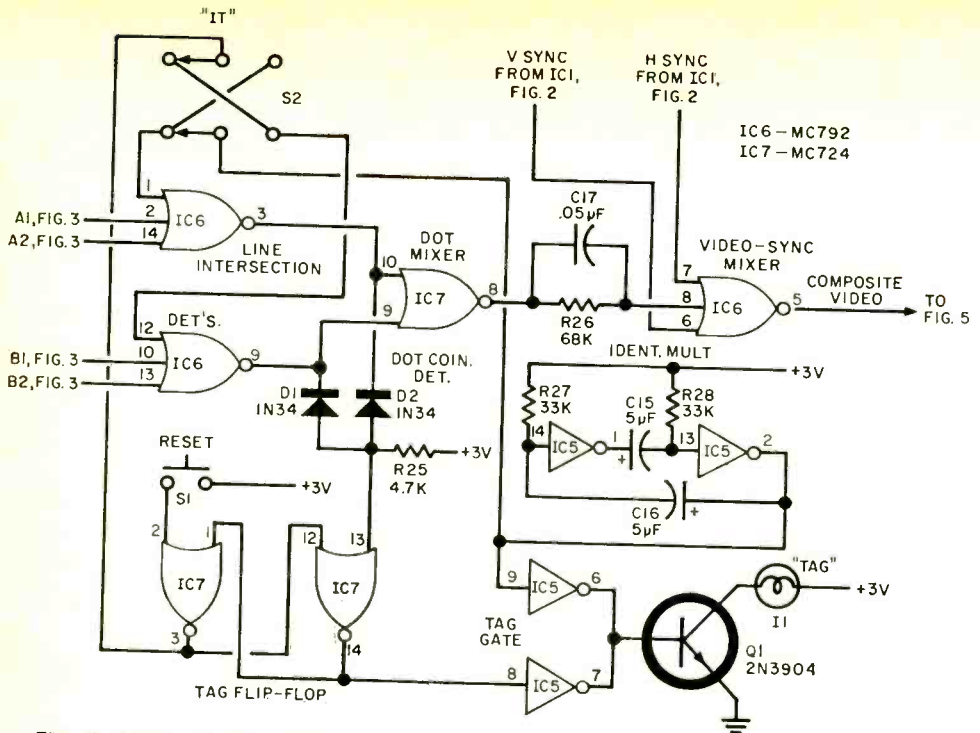 "IT"
S2
V SYNC
FROM IC1,
FIG. 2
H SYNC
FROM IC1,
FIG. 2
IC6-MC792
IC7-MC724
1
A1, FIG. 3
2
A2, FIG. 3
14
IC6
3
LINE
INTERSECTION
DET'S.
12
B1, FIG. 3
10
B2, FIG. 3
13
IC6
9
DOT
MIXER
10
9
IC7
8
C17
.05µF
R26
68K
VIDEO-SYNC
MIXER
7
8
6
IC6
5
COMPOSITE
VIDEO
TO
FIG. 5
DOT COIN.
DET.
D1
1N34
D2
1N34
R25
4.7K
+3V
IDENT. MULT
+3V
R27
33K
C15
5µF
R28
33K
14
IC5
1
+
13
IC5
2
C16
5µF
+
RESET
S1
+3V
2
1
IC7
3
12
13
IC7
14
TAG FLIP-FLOP
9
IC5
6
TAG
GATE
8
IC5
7
"TAG"
I1
+3V
Q1
2N3904